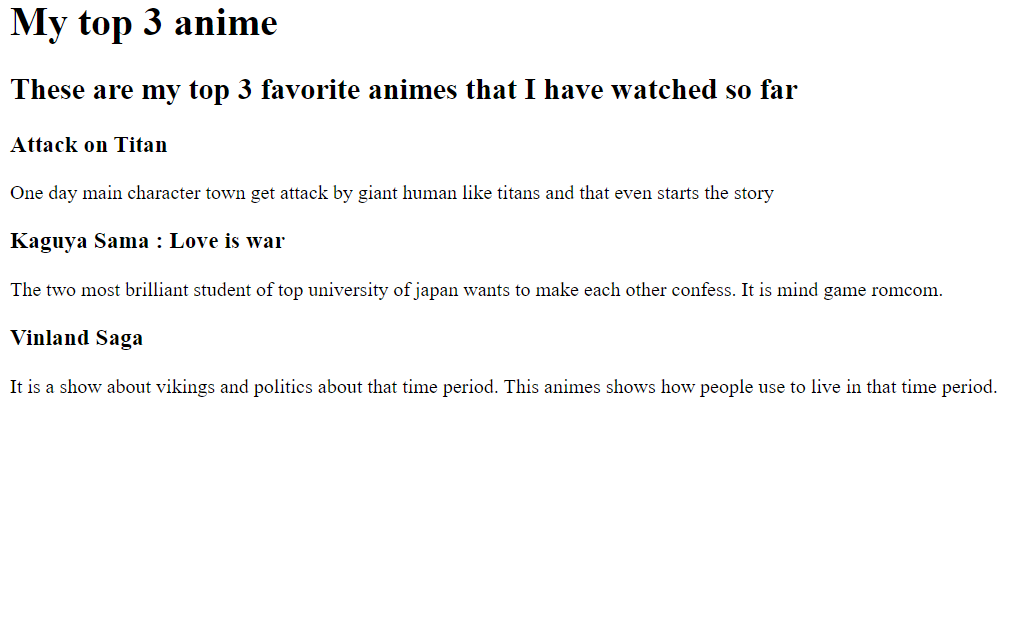 My top 3 anime
These are my top 3 favorite animes that I have watched so far
Attack on Titan
One day main character town get attack by giant human like titans and that even starts the story
Kaguya Sama : Love is war
The two most brilliant student of top university of japan wants to make each other confess. It is mind game romcom.
Vinland Saga
It is a show about vikings and politics about that time period. This animes shows how people use to live in that time period.